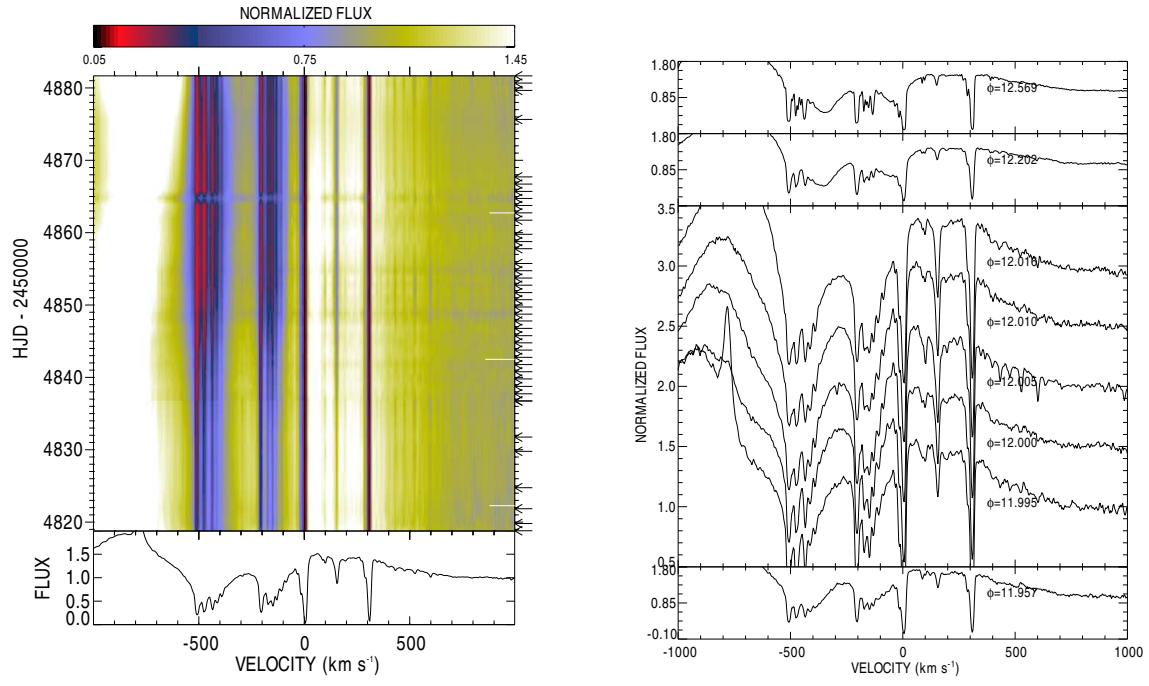 NORMALIZED FLUX
0.05 0.75 1.45
4880
4870
4860
4850
4840
4830
4820
HJD - 2450000
1.5
1.0
0.5
0.0
FLUX
-500 0 500
VELOCITY (km s-1)
1.80
0.85
ϕ=12.569
1.80
0.85
ϕ=12.202
3.5
3.0
2.5
2.0
1.5
1.0
0.5
NORMALIZED FLUX
ϕ=12.016
ϕ=12.010
ϕ=12.005
ϕ=12.000
ϕ=11.995
1.80
0.85
-0.10
ϕ=11.957
-1000 -500 0 500 1000
VELOCITY (km s-1)